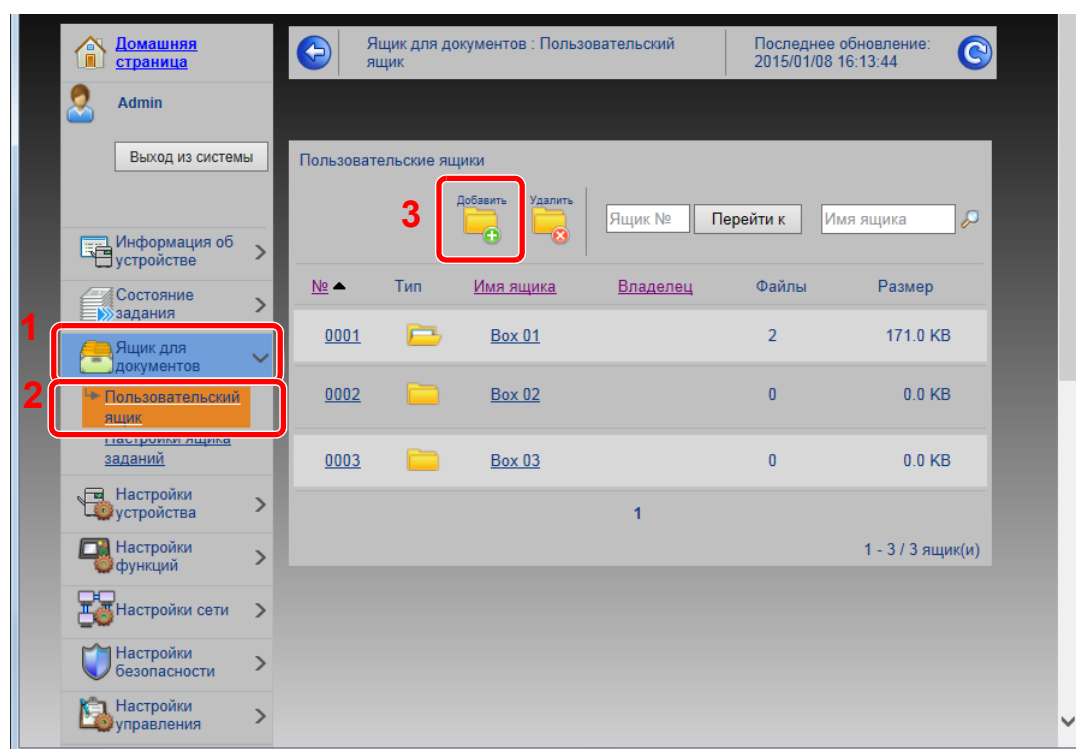 Домашняя
страница
Ящик для документов : Пользовательский
ящик
Последнее обновление:
2015/01/08 16:13:44
Admin
Выход из системы
Пользовательские ящики
3
Добавить
Удалить
Ящик №
Перейти к
Имя ящика
Информация об
устройстве
Состояние
задания
1
Ящик для
документов
2
Пользовательский
ящик
Настройки ящика
заданий
Настройки
устройства
Настройки
функций
Настройки сети
Настройки
безопасности
Настройки
управления
№ Тип Имя ящика Владелец Файлы Размер
0001 Box 01 2 171.0 KB
0002 Box 02 0 0.0 KB
0003 Box 03 0 0.0 KB
1
1 - 3 / 3 ящик(и)